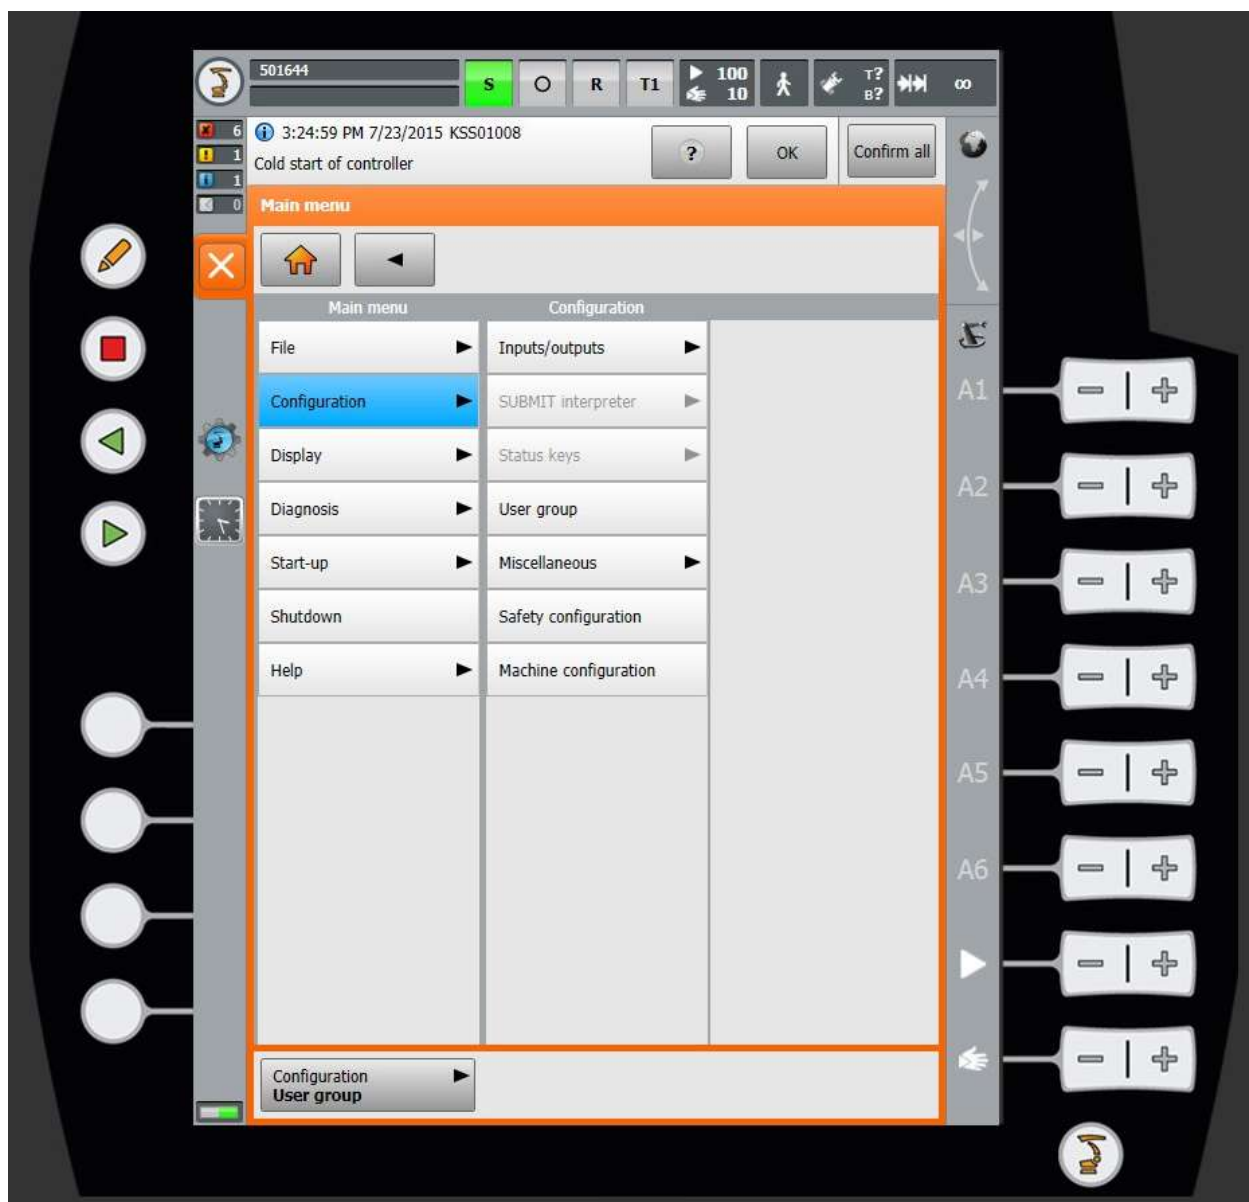 501644
S
R
T1
100
10
T?
B?
∞
6
1
1
0
3:24:59 PM 7/23/2015 KSS01008
Cold start of controller
?
OK
Confirm all
Main menu
Main menu
Configuration
File
Inputs/outputs
Configuration
SUBMIT interpreter
Display
Status keys
Diagnosis
User group
Start-up
Miscellaneous
Shutdown
Safety configuration
Help
Machine configuration
A1
A2
A3
A4
A5
A6
Configuration
User group